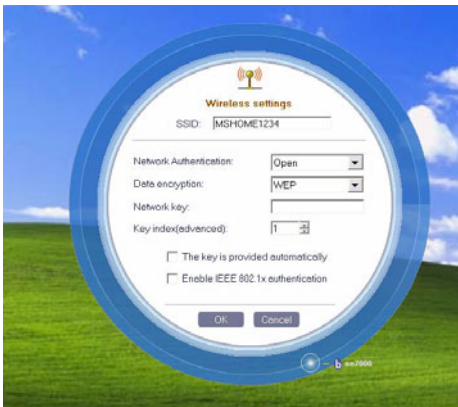 Wireless settings
SSID: MSHOME1234
Network Authentication: Open
Data encryption: WEP
Network key:
Key index(advanced): 1
The key is provided automatically
Enable IEEE 802.1x authentication
OK Cancel